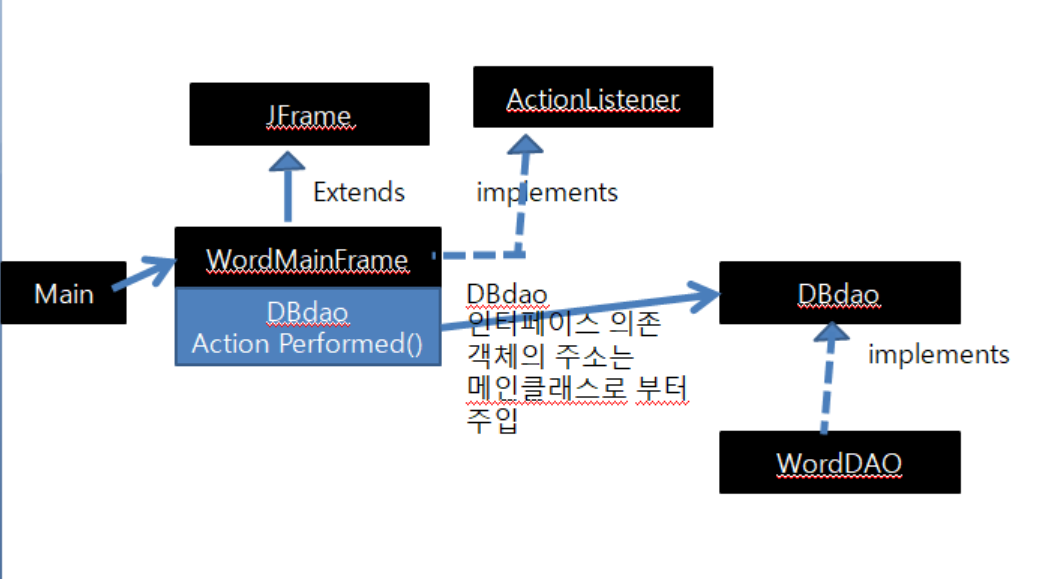 JFrame
ActionListener
Extends
implements
WordMainFrame
Main
DBdao
Action Performed()
DBdao
인터페이스 의존
객체의 주소는
메인클래스로 부터
주입
DBdao
implements
WordDAO